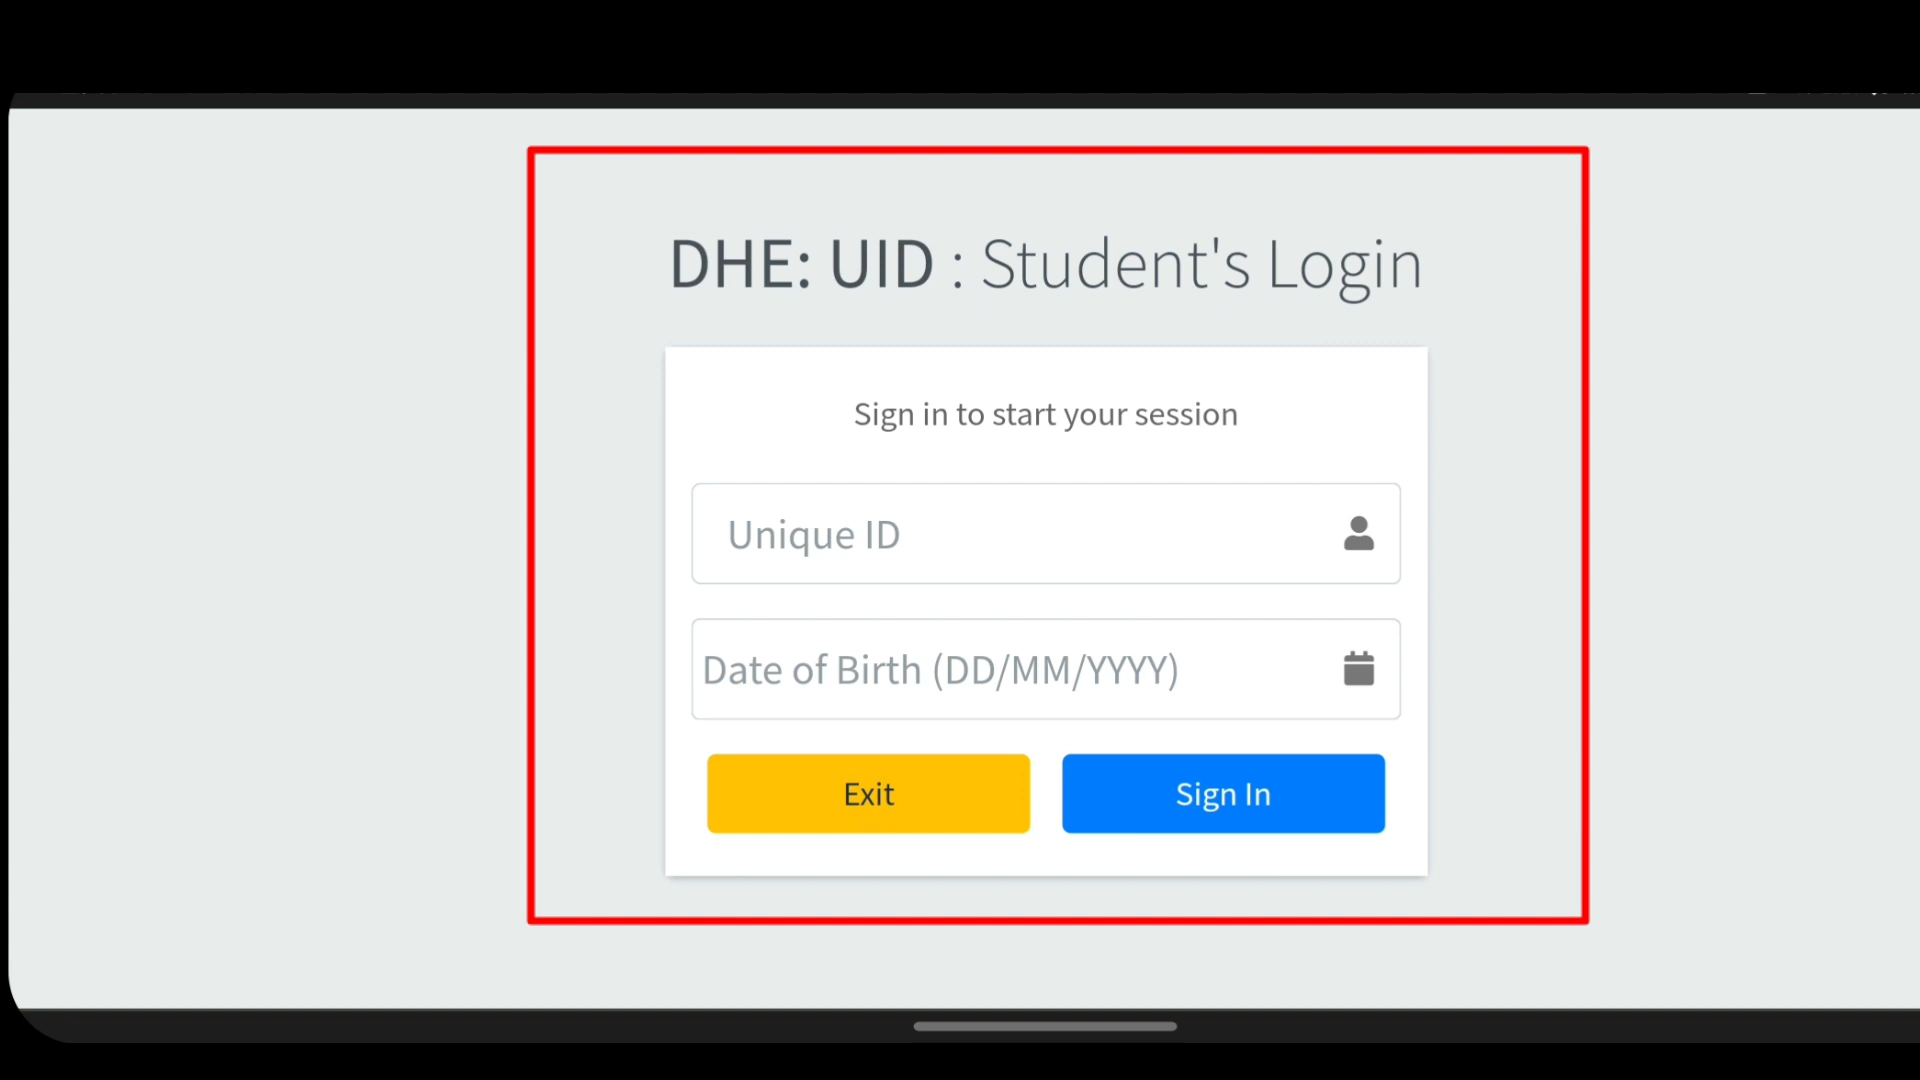 DHE: UID : Student's Login
Sign in to start your session
Unique ID
Date of Birth (DD/MM/YYYY)
Exit
Sign In